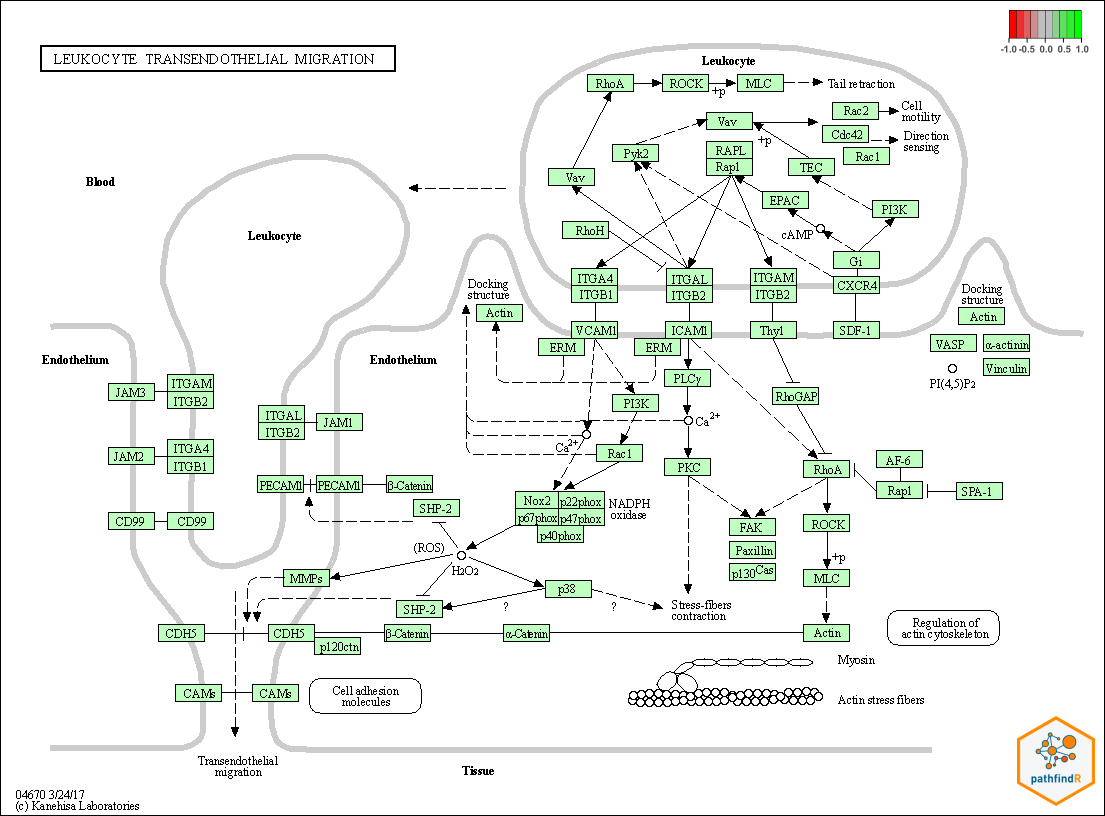 LEUKOCYTE TRANSENDOTHELIAL MIGRATION
-1.0 -0.5 0.0 0.5 1.0
Leukocyte
RhoA
ROCK
+p
MLC
Tail retraction
Vav
+p
Rac2
Cell
motility
Cdc42
Direction
sensing
Rac1
Pyk2
RAPL
Rap1
TEC
Vav
EPAC
PI3K
cAMP
RhoH
Gi
ITGA4
ITGB1
ITGAL
ITGB2
ITGAM
ITGB2
CXCR4
Blood
Leukocyte
Docking
structure
Actin
VCAM1
ICAM1
Thy1
SDF-1
ERM
ERM
Docking
structure
Actin
VASP
α-actinin
PI(4,5)P2
Vinculin
Endothelium
Endothelium
JAM3
ITGAM
ITGB2
PLCγ
PI3K
RhoGAP
ITGAL
ITGB2
JAM1
Ca2+
Ca2+
JAM2
ITGA4
ITGB1
Rac1
PKC
RhoA
AF-6
Rap1
SPA-1
PECAM1
PECAM1
β-Catenin
SHP-2
Nox2
p22phox
p67phox
p47phox
p40phox
NADPH
oxidase
CD99
CD99
FAK
Paxillin
p130Cas
ROCK
+p
MLC
(ROS)
H2O2
MMPs
p38
SHP-2
?
?
Stress-fibers
contraction
CDH5
CDH5
p120ctn
β-Catenin
α-Catenin
Actin
Regulation of
actin cytoskeleton
Myosin
Actin stress fibers
CAMs
CAMs
Cell adhesion
molecules
Transendothelial
migration
Tissue
pathfindR
04670 3/24/17
(c) Kanehisa Laboratories